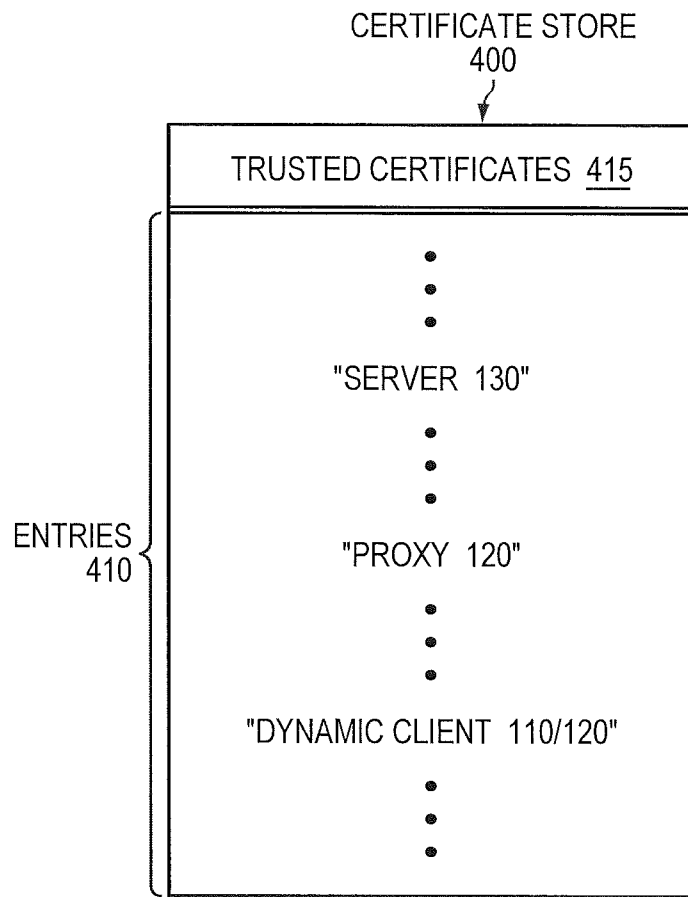 CERTIFICATE STORE
400
TRUSTED CERTIFICATES 415
"SERVER 130"
ENTRIES
410
"PROXY 120"
"DYNAMIC CLIENT 110/120"